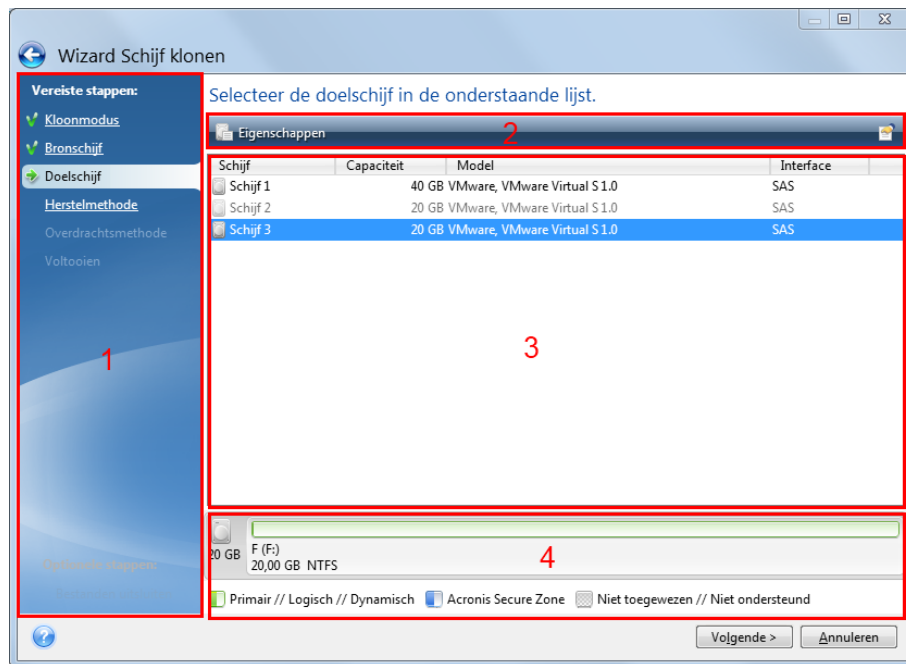 Wizard Schijf klonen
Vereiste stappen:
Kloonmodus
Bronschijf
Doelschijf
Herstelmethode
Overdrachtsmethode
Voltooien
1
Selecteer de doelschijf in de onderstaande lijst.
Eigenschappen
2
Schijf Capaciteit Model Interface
Schijf 1 40 GB VMware, VMware Virtual S 1.0 SAS
Schijf 2 20 GB VMware, VMware Virtual S 1.0 SAS
Schijf 3 20 GB VMware, VMware Virtual S 1.0 SAS
3
20 GB
F (F:)
20,00 GB NTFS
4
Primair // Logisch // Dynamisch Acronis Secure Zone Niet toegewezen // Niet ondersteund
? Volgende > Annuleren